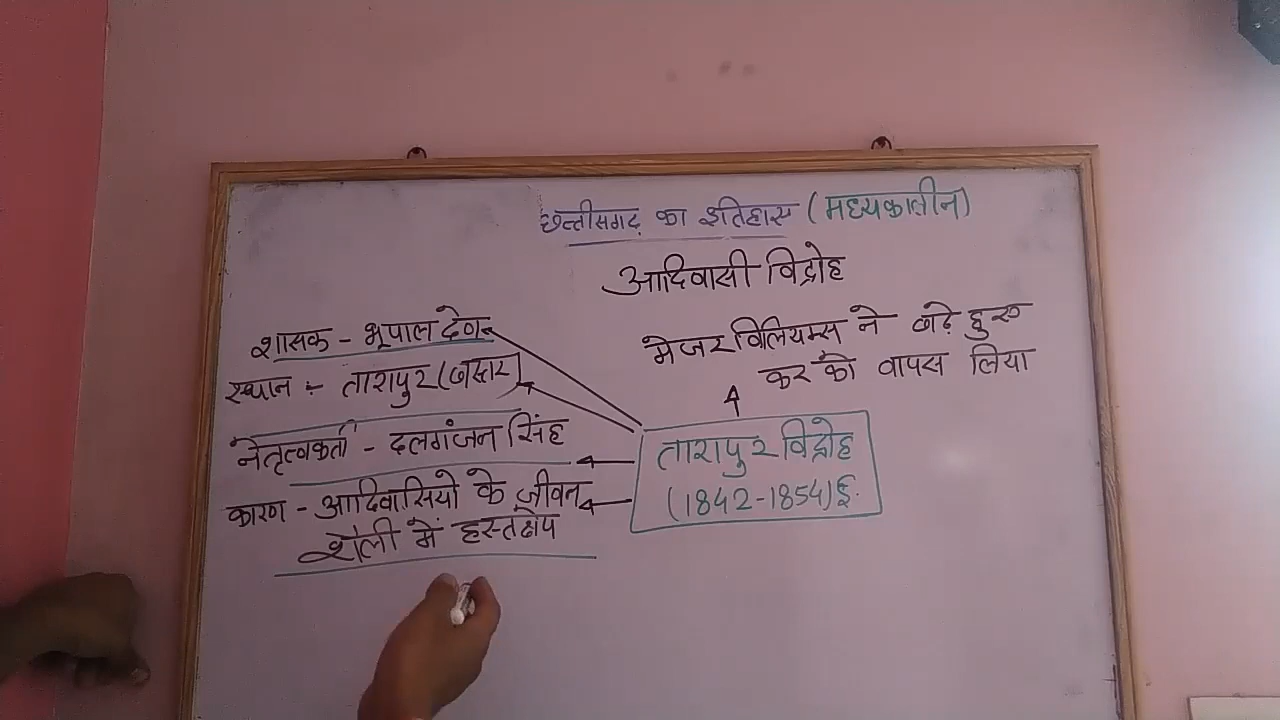 छत्तीसगढ़ का इतिहास (मध्यकालीन)
आदिवासी विद्रोह
शासक - भूपाल देव
स्थान :- तारापुर (बस्तर)
नेतृत्वकर्ता - दलगंजन सिंह
कारण - आदिवासियो के जीवन
शैली में हस्तक्षेप
मेजर विलियम्स ने बढ़े हुए
कर को वापस लिया
तारापुर विद्रोह
(1842-1854) ई.